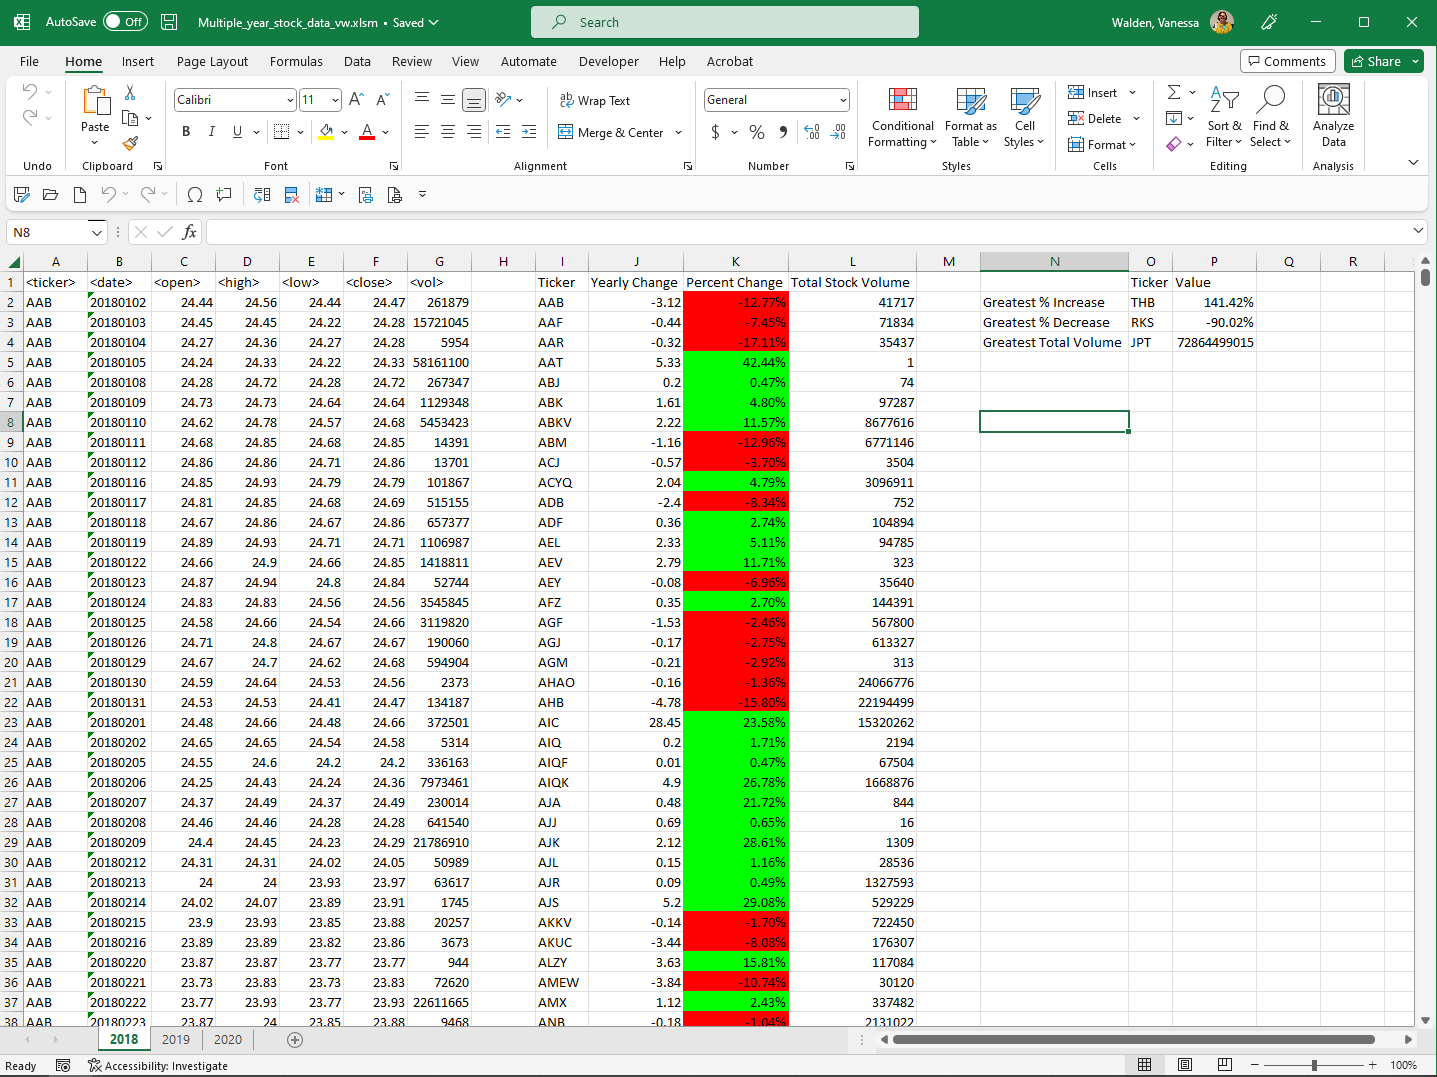 AutoSave Off Multiple_year_stock_data_vw.xlsm • Saved Search Walden, Vanessa
File Home Insert Page Layout Formulas Data Review View Automate Developer Help Acrobat Comments Share
Calibri 11 Wrap Text General Insert
Paste Merge & Center Conditional Formatting Format as Table Cell Styles Delete Sort & Filter Find & Select Analyze Data
Format
Undo Clipboard Font Alignment Number Styles Cells Editing Analysis
N8 fx
A B C D E F G H I J K L M N O P Q R
1 <ticker> <date> <open> <high> <low> <close> <vol> Ticker Yearly Change Percent Change Total Stock Volume Ticker Value
2 AAB 20180102 24.44 24.56 24.44 24.47 261879 AAB -3.12 -12.77% 41717 Greatest % Increase THB 141.42%
3 AAB 20180103 24.45 24.45 24.22 24.28 15721045 AAF -0.44 -7.45% 71834 Greatest % Decrease RKS -90.02%
4 AAB 20180104 24.27 24.36 24.27 24.28 5954 AAR -0.32 -17.11% 35437 Greatest Total Volume JPT 72864499015
5 AAB 20180105 24.24 24.33 24.22 24.33 58161100 AAT 5.33 42.44% 1
6 AAB 20180108 24.28 24.72 24.28 24.72 267347 ABJ 0.2 0.47% 74
7 AAB 20180109 24.73 24.73 24.64 24.64 1129348 ABK 1.61 4.80% 97287
8 AAB 20180110 24.62 24.78 24.57 24.68 5453423 ABKV 2.22 11.57% 8677616
9 AAB 20180111 24.68 24.85 24.68 24.85 14391 ABM -1.16 -12.96% 6771146
10 AAB 20180112 24.86 24.86 24.71 24.86 13701 ACJ -0.57 -3.70% 3504
11 AAB 20180116 24.85 24.93 24.79 24.79 101867 ACYQ 2.04 4.79% 3096911
12 AAB 20180117 24.81 24.85 24.68 24.69 515155 ADB -2.4 -8.34% 752
13 AAB 20180118 24.67 24.86 24.67 24.86 657377 ADF 0.36 2.74% 104894
14 AAB 20180119 24.89 24.93 24.71 24.71 1106987 AEL 2.33 5.11% 94785
15 AAB 20180122 24.66 24.9 24.66 24.85 1418811 AEV 2.79 11.71% 323
16 AAB 20180123 24.87 24.94 24.8 24.84 52744 AEY -0.08 -6.96% 35640
17 AAB 20180124 24.83 24.83 24.56 24.56 3545845 AFZ 0.35 2.70% 144391
18 AAB 20180125 24.58 24.66 24.54 24.66 3119820 AGF -1.53 -2.46% 567800
19 AAB 20180126 24.71 24.8 24.67 24.67 190060 AGJ -0.17 -2.75% 613327
20 AAB 20180129 24.67 24.7 24.62 24.68 594904 AGM -0.21 -2.92% 313
21 AAB 20180130 24.59 24.64 24.53 24.56 2373 AHAO -0.16 -1.36% 24066776
22 AAB 20180131 24.53 24.53 24.41 24.47 134187 AHB -4.78 -15.80% 22194499
23 AAB 20180201 24.48 24.66 24.48 24.66 372501 AIC 28.45 23.58% 15320262
24 AAB 20180202 24.65 24.65 24.54 24.58 5314 AIQ 0.2 1.71% 2194
25 AAB 20180205 24.55 24.6 24.2 24.2 336163 AIQF 0.01 0.47% 67504
26 AAB 20180206 24.25 24.43 24.24 24.36 7973461 AIQK 4.9 26.78% 1668876
27 AAB 20180207 24.37 24.49 24.37 24.49 230014 AJA 0.48 21.72% 844
28 AAB 20180208 24.46 24.46 24.28 24.28 641540 AJJ 0.69 0.65% 16
29 AAB 20180209 24.4 24.45 24.23 24.29 21786910 AJK 2.12 28.61% 1309
30 AAB 20180212 24.31 24.31 24.02 24.05 50989 AJL 0.15 1.16% 28536
31 AAB 20180213 24 24 23.93 23.97 63617 AJR 0.09 0.49% 1327593
32 AAB 20180214 24.02 24.07 23.89 23.91 1745 AJS 5.2 29.08% 529229
33 AAB 20180215 23.9 23.93 23.85 23.88 20257 AKKV -0.14 -1.70% 722450
34 AAB 20180216 23.89 23.89 23.82 23.86 3673 AKUC -3.44 -8.08% 176307
35 AAB 20180220 23.87 23.87 23.77 23.77 944 ALZY 3.63 15.81% 117084
36 AAB 20180221 23.73 23.83 23.73 23.83 72620 AMEW -3.84 -10.74% 30120
37 AAB 20180222 23.77 23.93 23.77 23.93 22611665 AMX 1.12 2.43% 337482
38 AAB 20180223 23.87 24 23.85 23.88 9468 ANB -0.18 -1.04% 2131022
2018 2019 2020
Ready Accessibility: Investigate 100%